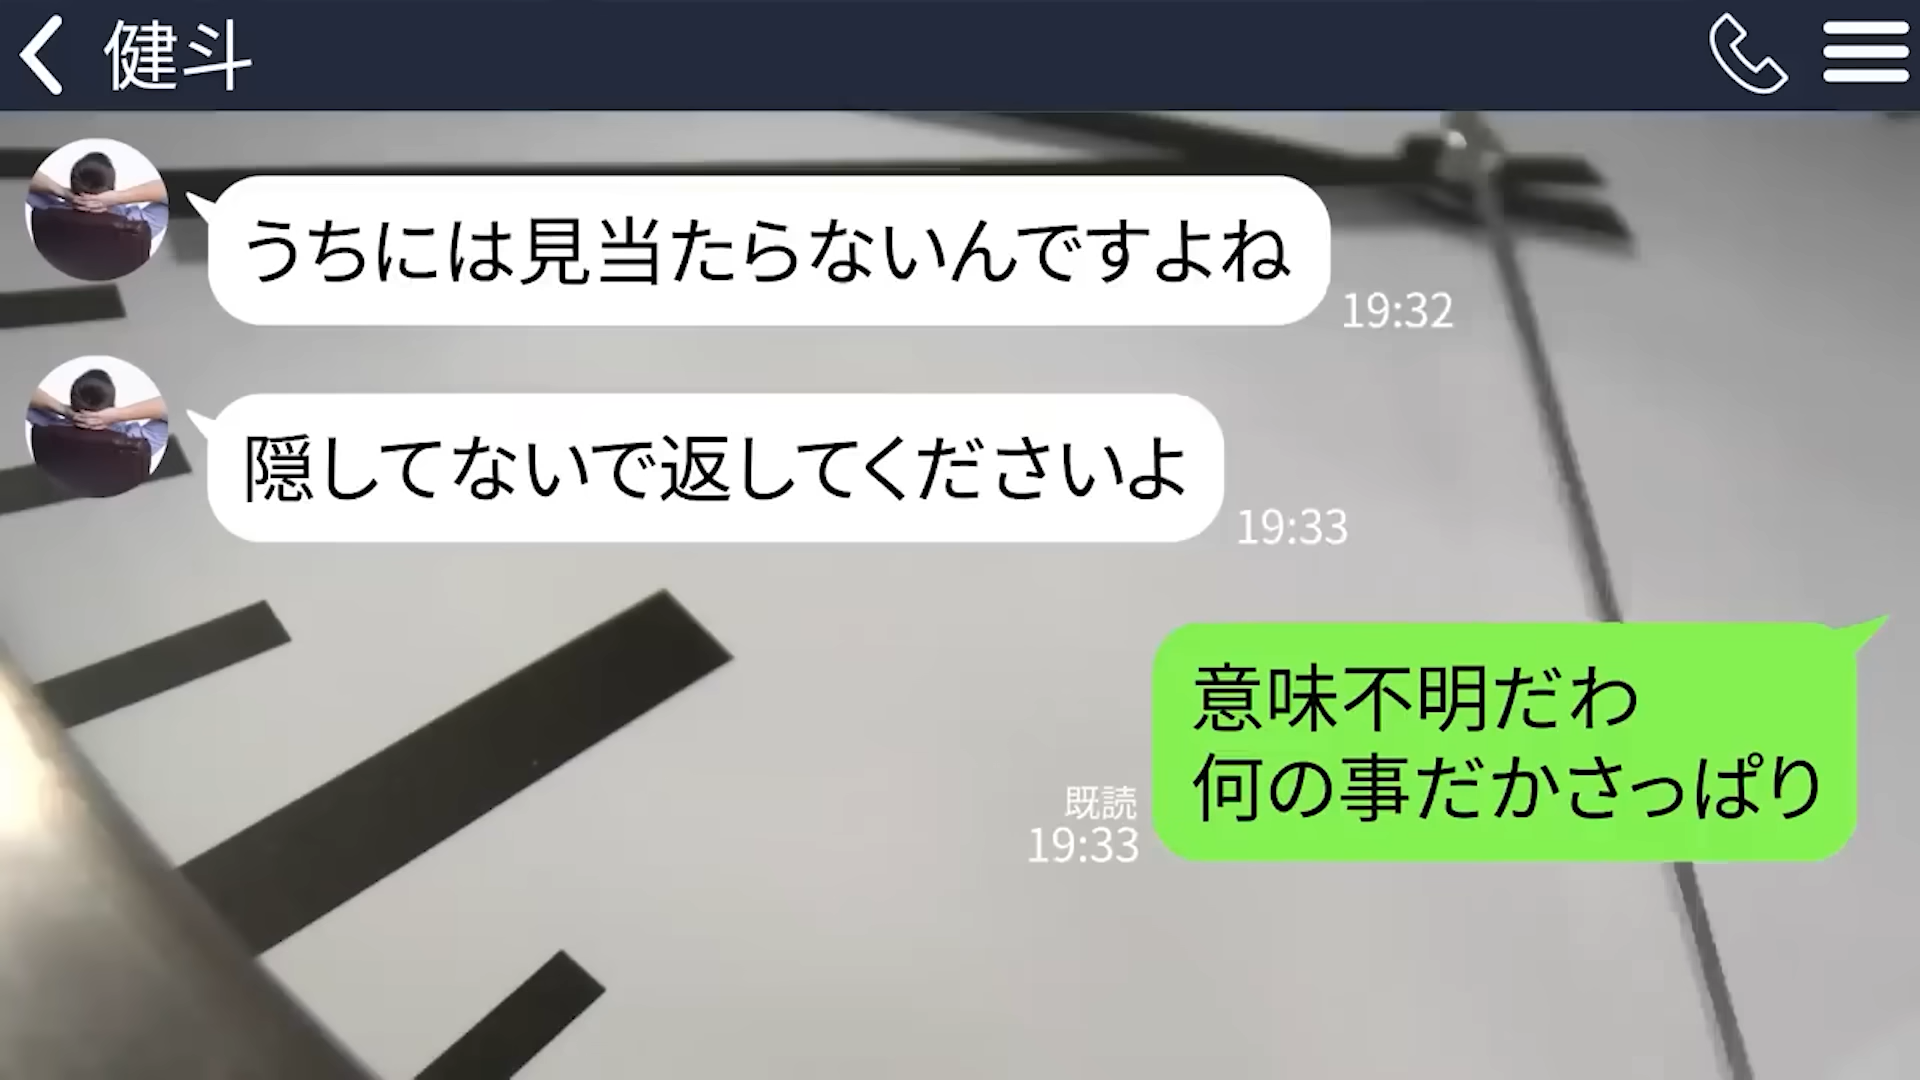 健斗
うちには見当たらないんですよね
19:32
隠してないで返してくださいよ
19:33
意味不明だわ
何の事だかさっぱり
既読
19:33